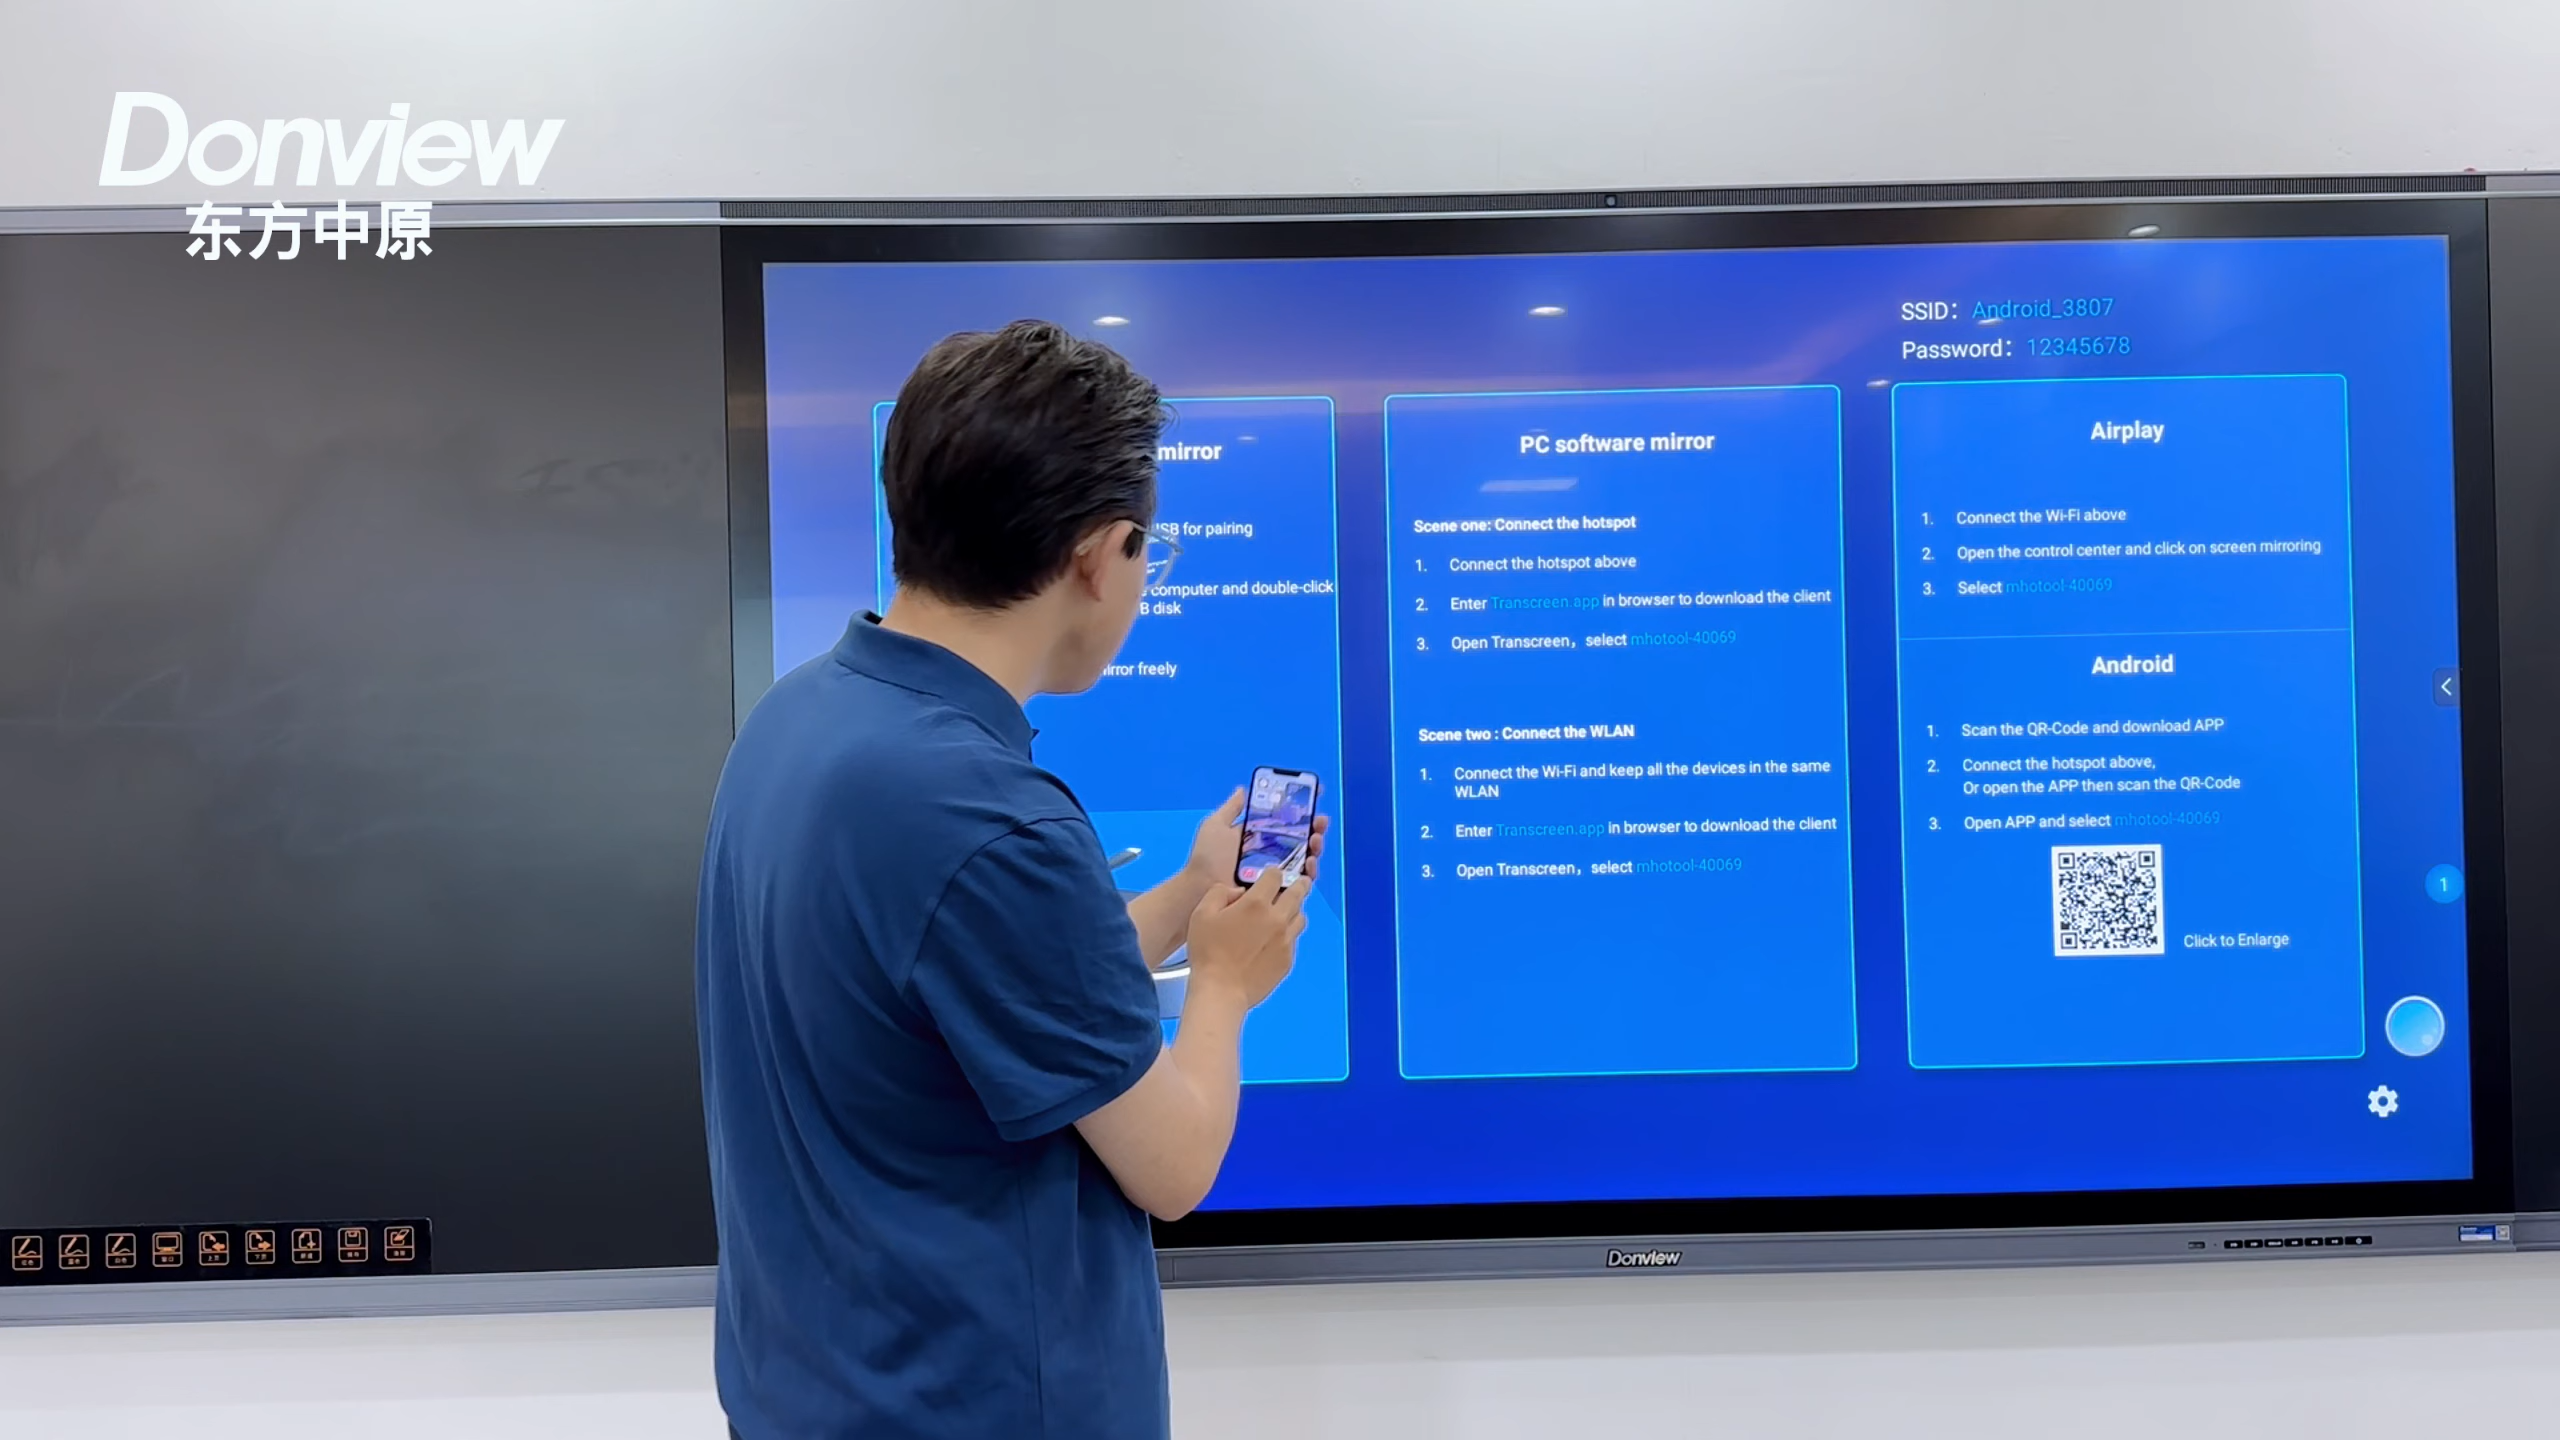 Donview
东方中原
SSID： Android_3807
Password： 12345678
mirror
USB for pairing
computer and double-click
B disk
mirror freely
PC software mirror
Scene one: Connect the hotspot
1. Connect the hotspot above
2. Enter Transcreen.app in browser to download the client
3. Open Transcreen，select mhotool-40069
Scene two : Connect the WLAN
1. Connect the Wi-Fi and keep all the devices in the same
WLAN
2. Enter Transcreen.app in browser to download the client
3. Open Transcreen，select mhotool-40069
Airplay
1. Connect the Wi-Fi above
2. Open the control center and click on screen mirroring
3. Select mhotool-40069
Android
1. Scan the QR-Code and download APP
2. Connect the hotspot above,
Or open the APP then scan the QR-Code
3. Open APP and select mhotool-40069
Click to Enlarge
1
Donview